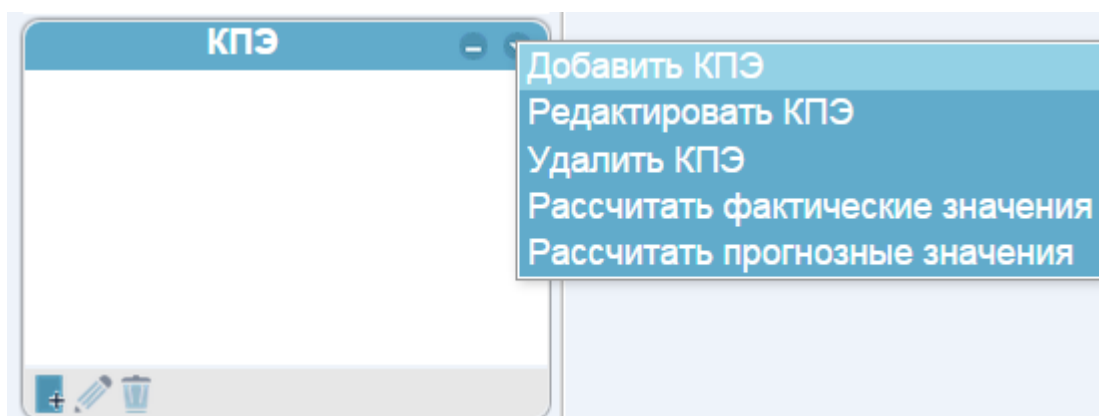 КПЭ
Добавить КПЭ
Редактировать КПЭ
Удалить КПЭ
Рассчитать фактические значения
Рассчитать прогнозные значения